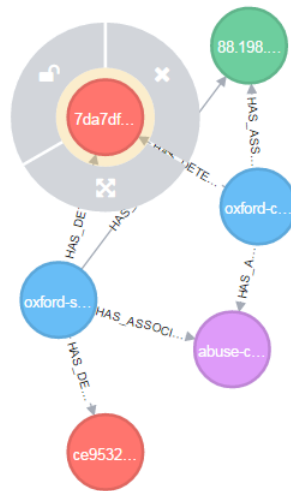 88.198....
7da7df...
HAS_ASS...
HAS_DETE...
HAS_DE...
HAS_
oxford-c...
HAS_A...
oxford-s...
HAS_ASSOCI...
abuse-c...
HAS_DE...
ce9532...